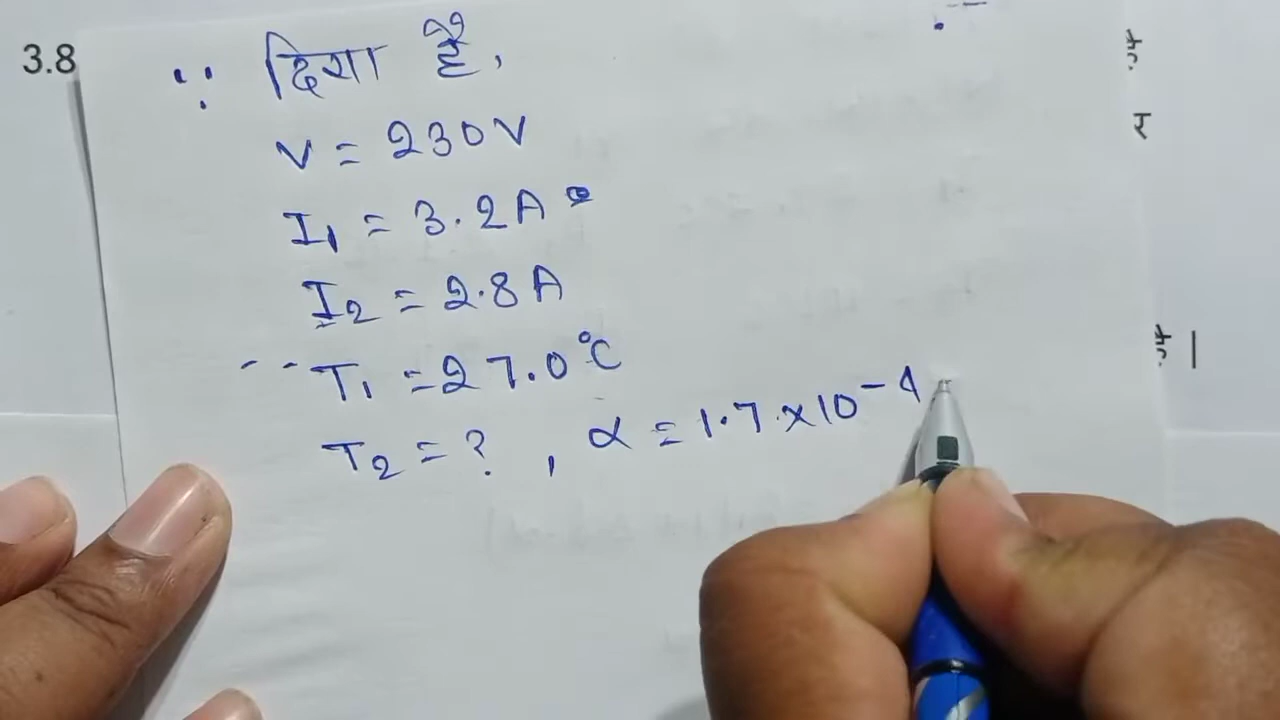 3.8
∵ दिया है,
V = 230V
I₁ = 3.2A
I₂ = 2.8A
T₁ = 27.0°C
T₂ = ? , α = 1.7×10⁻⁴